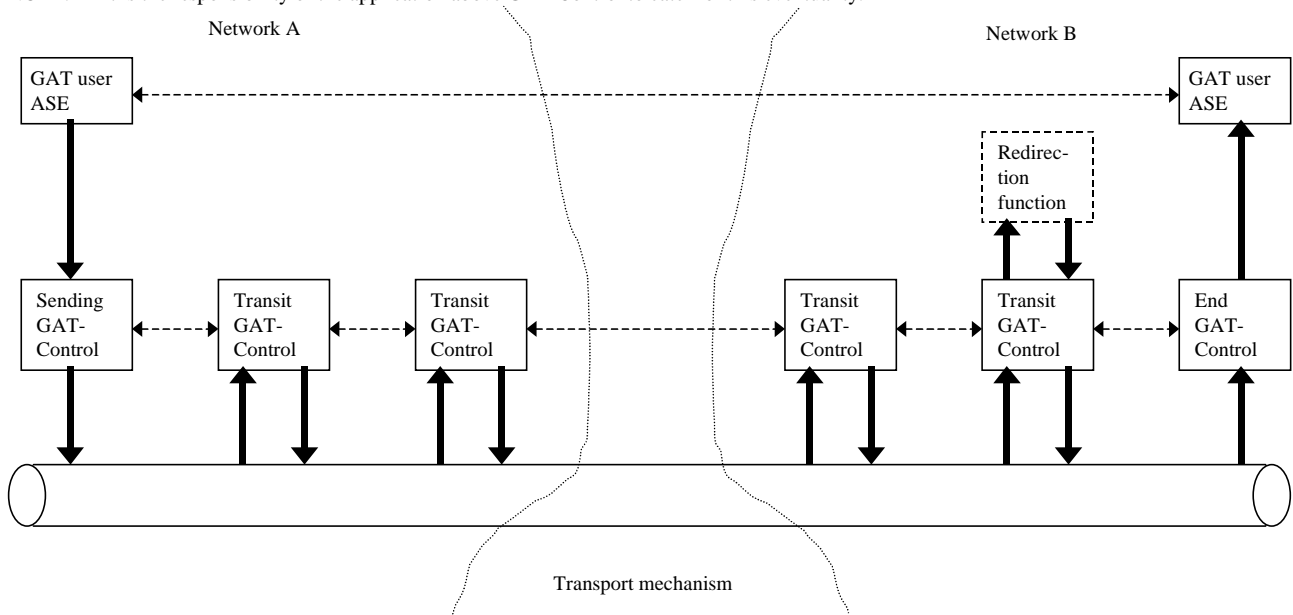 Network A
Network B
GAT user
ASE
GAT user
ASE
Redirec-
tion
function
Sending
GAT-
Control
Transit
GAT-
Control
Transit
GAT-
Control
Transit
GAT-
Control
Transit
GAT-
Control
End
GAT-
Control
Transport mechanism